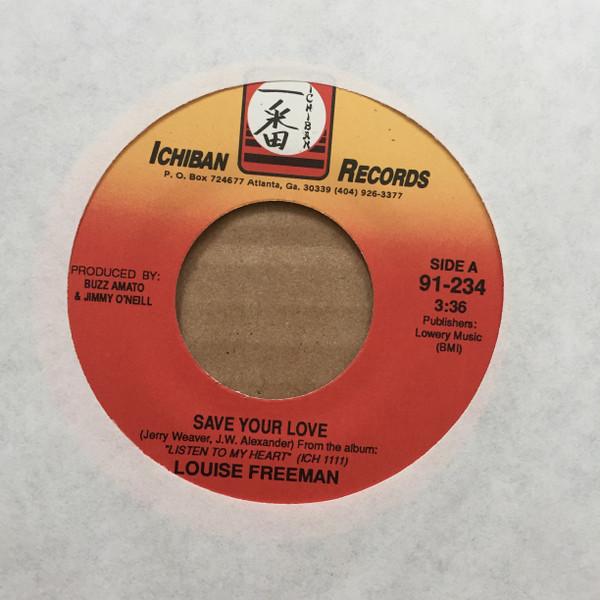 一番
ICHIBAN
ICHIBAN RECORDS
P. O. Box 724677 Atlanta, Ga. 30339 (404) 926-3377
PRODUCED BY:
BUZZ AMATO
& JIMMY O'NEILL
SIDE A
91-234
3:36
Publishers:
Lowery Music
(BMI)
SAVE YOUR LOVE
(Jerry Weaver, J.W. Alexander) From the album:
"LISTEN TO MY HEART" (ICH 1111)
LOUISE FREEMAN